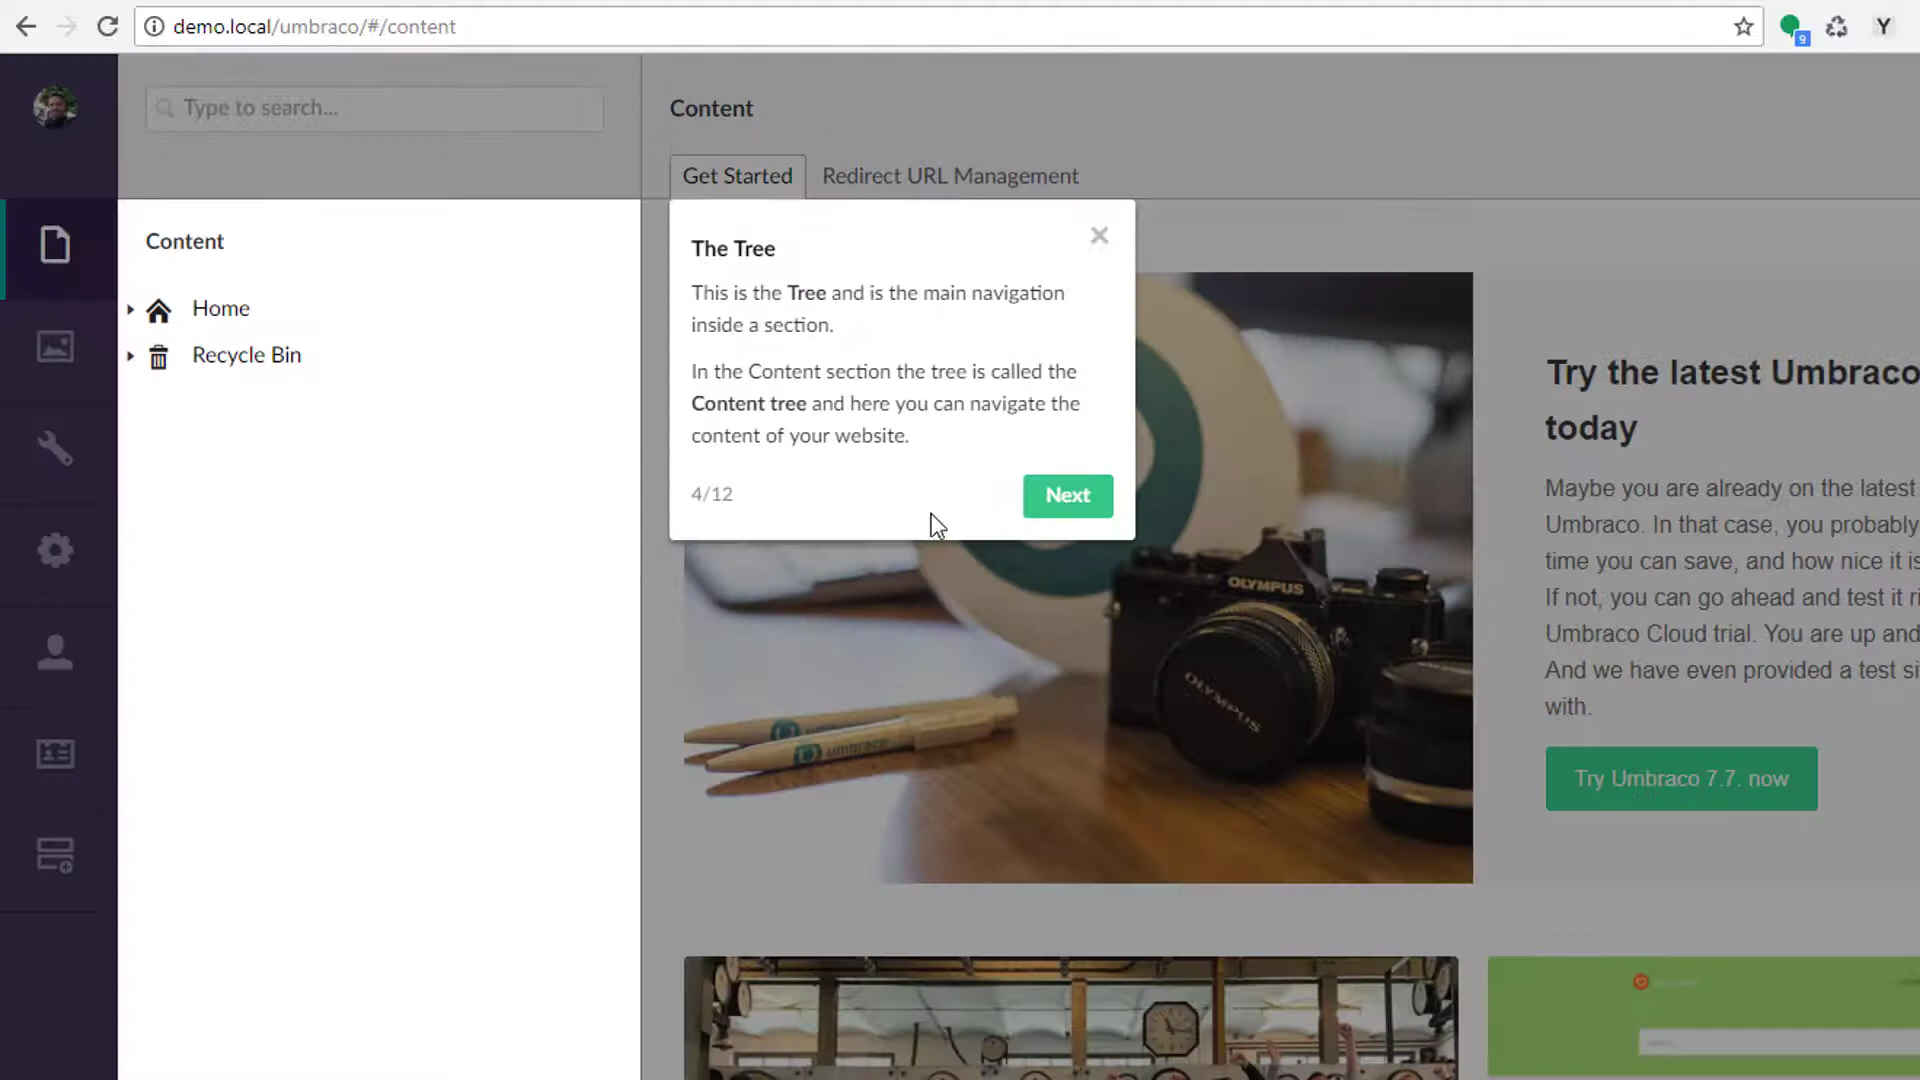 demo.local/umbraco/#/content
9
Y
Type to search...
Content
Get Started
Redirect URL Management
Content
Home
Recycle Bin
The Tree
This is the Tree and is the main navigation
inside a section.
In the Content section the tree is called the
Content tree and here you can navigate the
content of your website.
4/12
Next
OLYMPUS
OLYMPUS
umbraco
umbraco
Try the latest Umbraco
today
Maybe you are already on the latest
Umbraco. In that case, you probably
time you can save, and how nice it is
If not, you can go ahead and test it ri
Umbraco Cloud trial. You are up and
And we have even provided a test si
with.
Try Umbraco 7.7. now